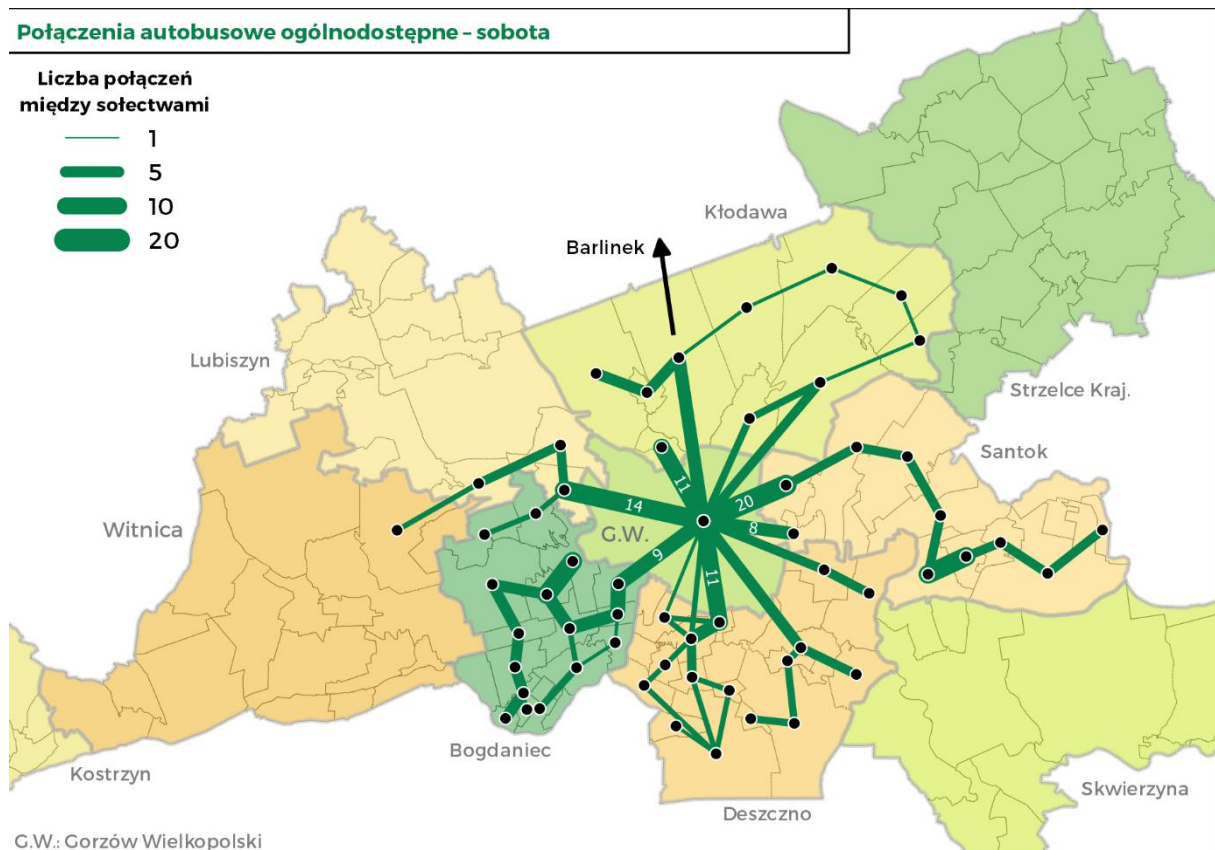 Połączenia autobusowe ogólnodostępne – sobota
Liczba połączeń
między sołectwami
1
5
10
20
Kłodawa
Barlinek
Lubiszyn
Strzelce Kraj.
Santok
Witnica
11
14
20
G.W.
8
9
11
Bogdaniec
Kostrzyn
Deszczno
Skwierzyna
G.W.: Gorzów Wielkopolski